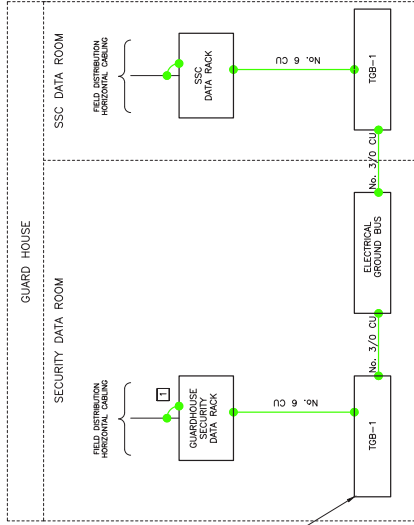 GUARD HOUSE
SECURITY DATA ROOM
SSC DATA ROOM
FIELD DISTRIBUTION
HORIZONTAL CABLING
1
GUARDHOUSE
SECURITY
DATA RACK
No. 6 CU
TGB-1
No. 3/0 CU
ELECTRICAL
GROUND BUS
No. 3/0 CU
FIELD DISTRIBUTION
HORIZONTAL CABLING
SSC
DATA RACK
No. 6 CU
TGB-1